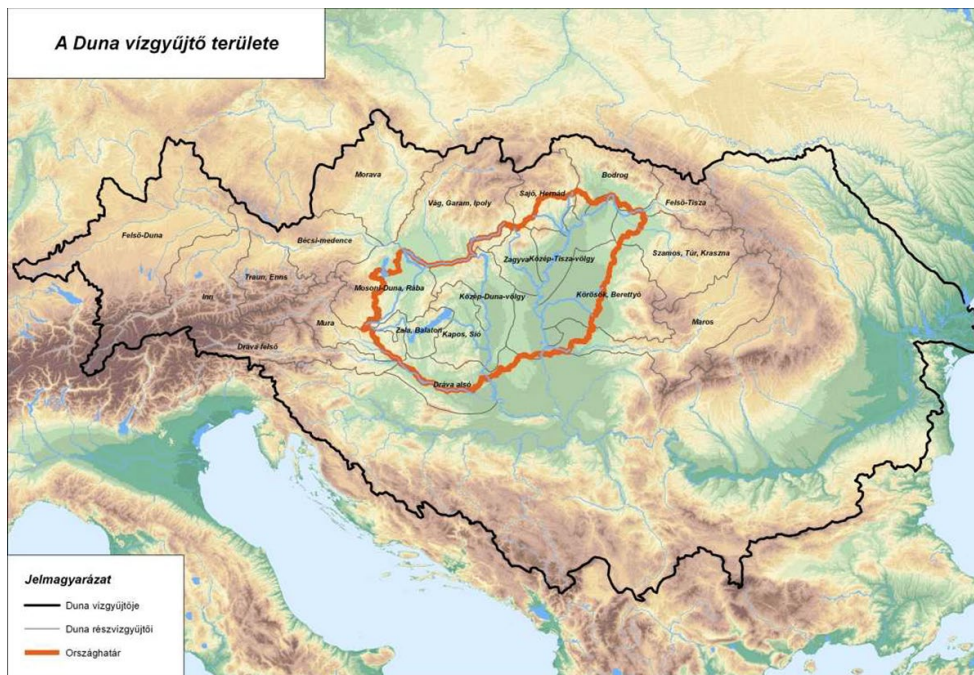 A Duna vízgyűjtő területe
Morava
Bodrog
Sajó, Hernád
Vág, Garam, Ipoly
Felső-Tisza
Felső-Duna
Bécsi-medence
Szamos, Túr, Kraszna
Zagyva
Közép-Tisza-völgy
Traun, Enns
Mosoni-Duna, Rába
Inn
Közép-Duna-völgy
Körösök, Berettyó
Mura
Maros
Zala, Balaton
Kapos, Sió
Dráva felső
Dráva alsó
Jelmagyarázat
Duna vízgyűjtője
Duna részvízgyűjtői
Országhatár